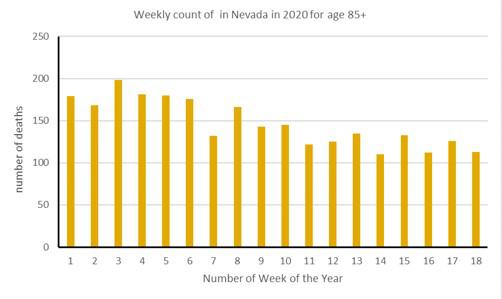 Weekly count of  in Nevada in 2020 for age 85+
250
200
150
100
50
0
number of deaths
1 2 3 4 5 6 7 8 9 10 11 12 13 14 15 16 17 18
Number of Week of the Year